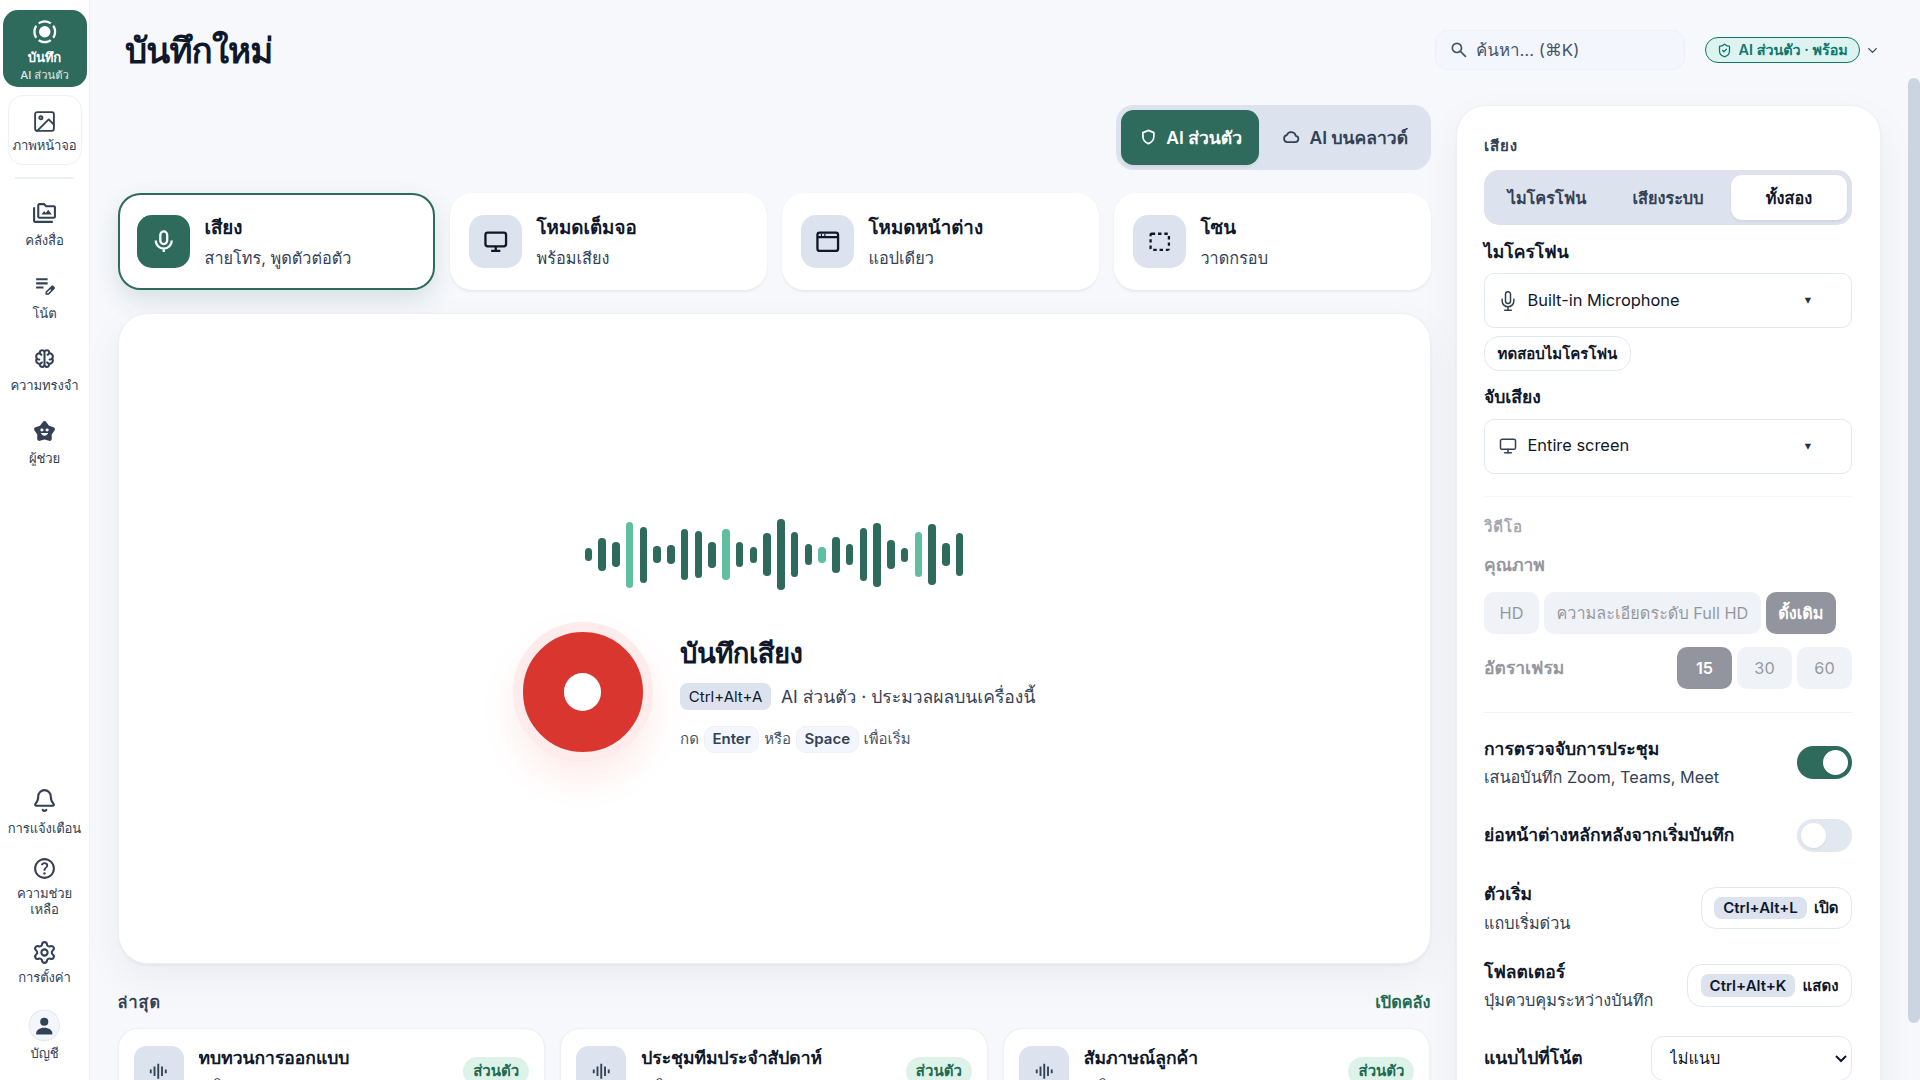 บันทึก
AI ส่วนตัว
ภาพหน้าจอ
คลังสื่อ
โน้ต
ความทรงจำ
ผู้ช่วย
การแจ้งเตือน
ความช่วย
เหลือ
การตั้งค่า
บัญชี
บันทึกใหม่
ค้นหา... (⌘K)
AI ส่วนตัว · พร้อม
AI ส่วนตัว
AI บนคลาวด์
เสียง
สายโทร, พูดตัวต่อตัว
โหมดเต็มจอ
พร้อมเสียง
โหมดหน้าต่าง
แอปเดียว
โซน
วาดกรอบ
บันทึกเสียง
Ctrl+Alt+A AI ส่วนตัว · ประมวลผลบนเครื่องนี้
กด Enter หรือ Space เพื่อเริ่ม
ล่าสุด
เปิดคลัง
ทบทวนการออกแบบ
ส่วนตัว
ประชุมทีมประจำสัปดาห์
ส่วนตัว
สัมภาษณ์ลูกค้า
ส่วนตัว
เสียง
ไมโครโฟน เสียงระบบ ทั้งสอง
ไมโครโฟน
Built-in Microphone
ทดสอบไมโครโฟน
จับเสียง
Entire screen
วิดีโอ
คุณภาพ
HD ความละเอียดระดับ Full HD ดั้งเดิม
อัตราเฟรม 15 30 60
การตรวจจับการประชุม
เสนอบันทึก Zoom, Teams, Meet
ย่อหน้าต่างหลักหลังจากเริ่มบันทึก
ตัวเริ่ม
แถบเริ่มด่วน
Ctrl+Alt+L เปิด
โฟลตเตอร์
ปุ่มควบคุมระหว่างบันทึก
Ctrl+Alt+K แสดง
แนบไปที่โน้ต ไม่แนบ